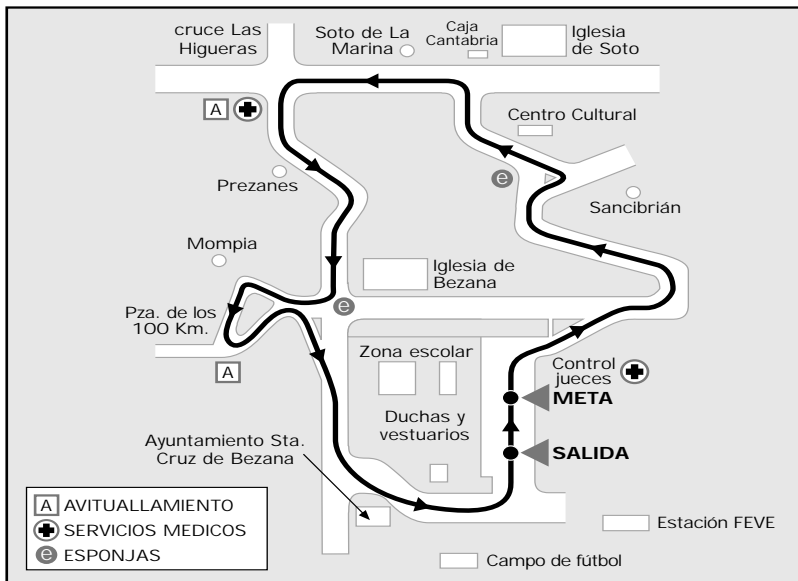 cruce Las
Higueras
Soto de La
Marina
Caja
Cantabria
Iglesia
de Soto
A
Centro Cultural
Prezanes
e
Sancibrián
Mompia
Iglesia de
Bezana
Pza. de los
100 Km.
e
A
Zona escolar
Control
jueces
META
Duchas y
vestuarios
Ayuntamiento Sta.
Cruz de Bezana
SALIDA
A AVITUALLAMIENTO
SERVICIOS MEDICOS
e ESPONJAS
Estación FEVE
Campo de fútbol